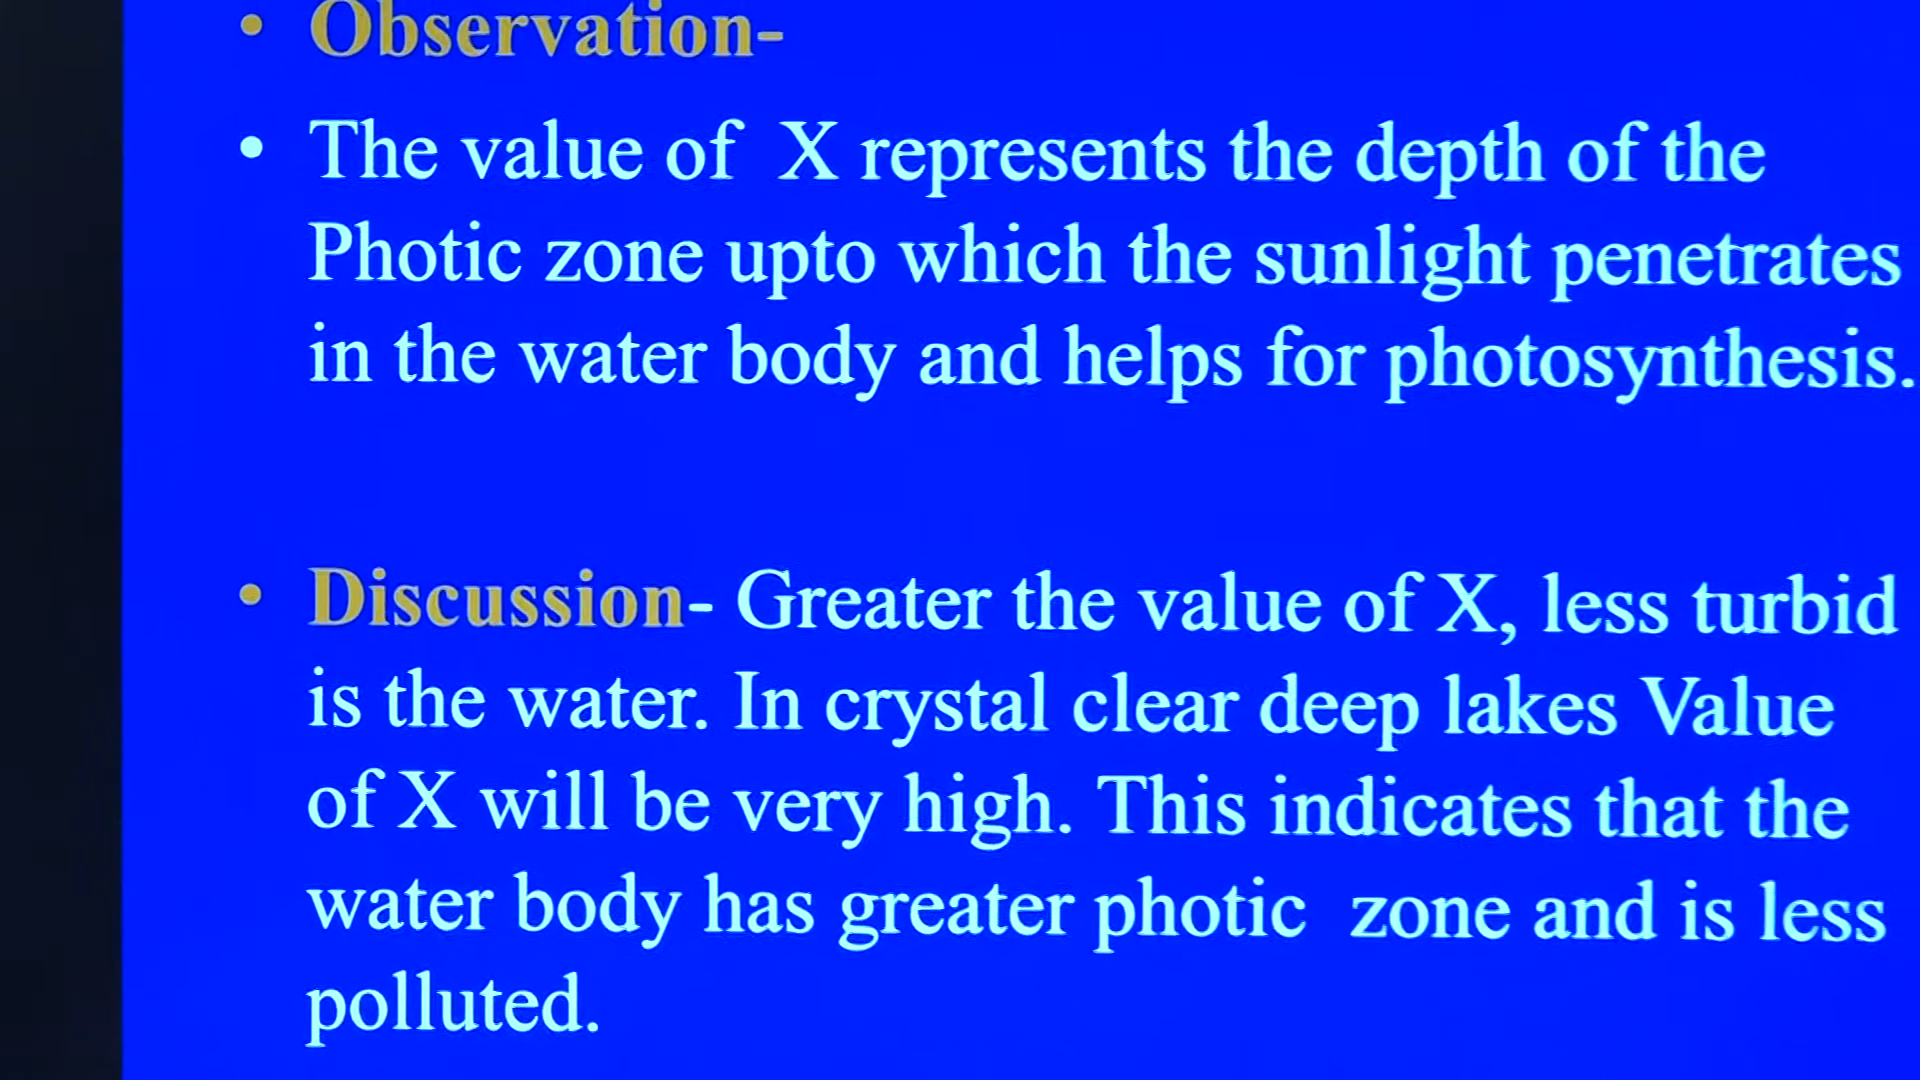 • Observation-
• The value of X represents the depth of the
Photic zone upto which the sunlight penetrates
in the water body and helps for photosynthesis.
• Discussion- Greater the value of X, less turbid
is the water. In crystal clear deep lakes Value
of X will be very high. This indicates that the
water body has greater photic zone and is less
polluted.